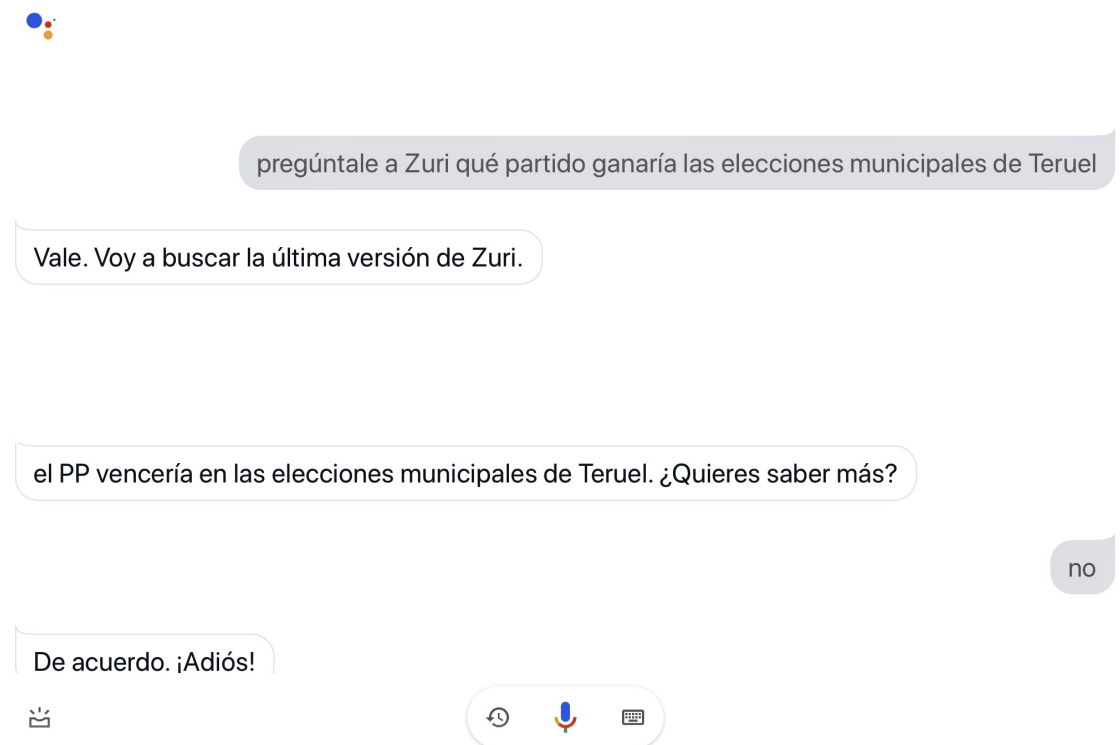 pregúntale a Zuri qué partido ganaría las elecciones municipales de Teruel
Vale. Voy a buscar la última versión de Zuri.
el PP vencería en las elecciones municipales de Teruel. ¿Quieres saber más?
no
De acuerdo. ¡Adiós!